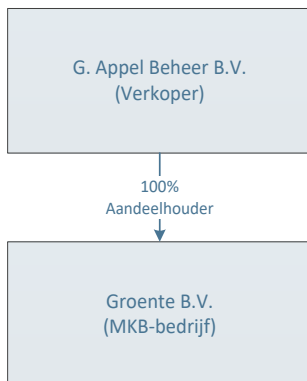 G. Appel Beheer B.V.
(Verkoper)
100%
Aandeelhouder
Groente B.V.
(MKB-bedrijf)